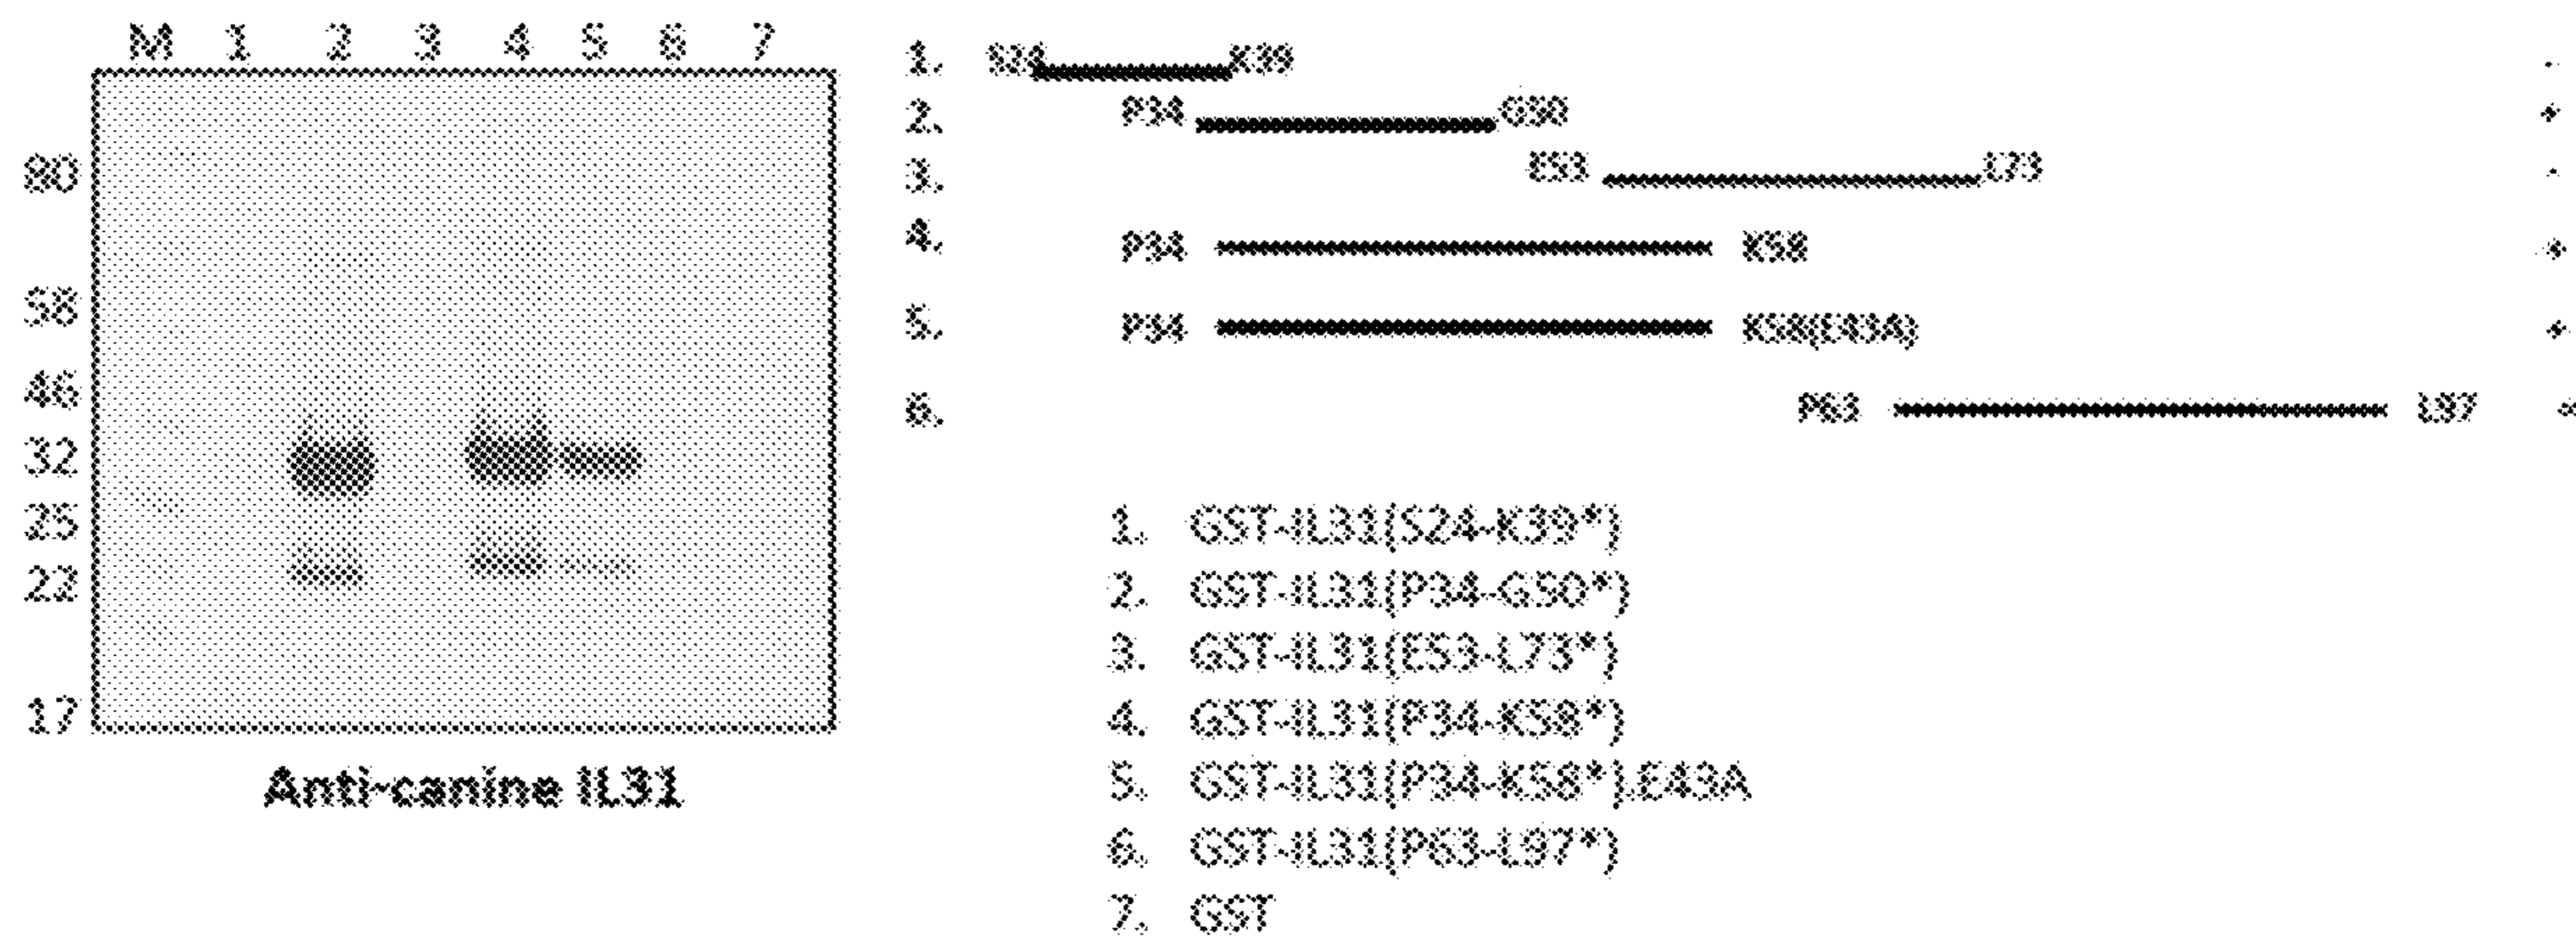 M 1 2 3 4 5 6 7
80
58
46
32
25
22
17
Anti-canine IL31
1. S24 K39 -
2. P34 G50 +
3. E53 L73 -
4. P34 K58 +
5. P34 K58(E43A) +
6. P63 L97
1. GST-IL31(S24-K39*)
2. GST-IL31(P34-G50*)
3. GST-IL31(E53-L73*)
4. GST-IL31(P34-K58*)
5. GST-IL31(P34-K58*).E43A
6. GST-IL31(P63-L97*)
7. GST